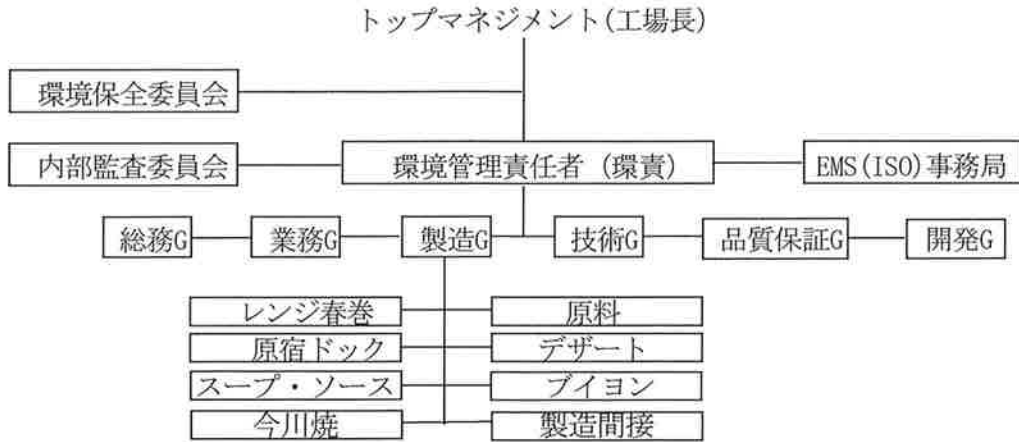 トップマネジメント(工場長)
環境保全委員会
内部監査委員会 環境管理責任者(環責) EMS(ISO)事務局
総務G 業務G 製造G 技術G 品質保証G 開発G
レンジ春巻 原料
原宿ドック デザート
スープ・ソース ブイヨン
今川焼 製造間接